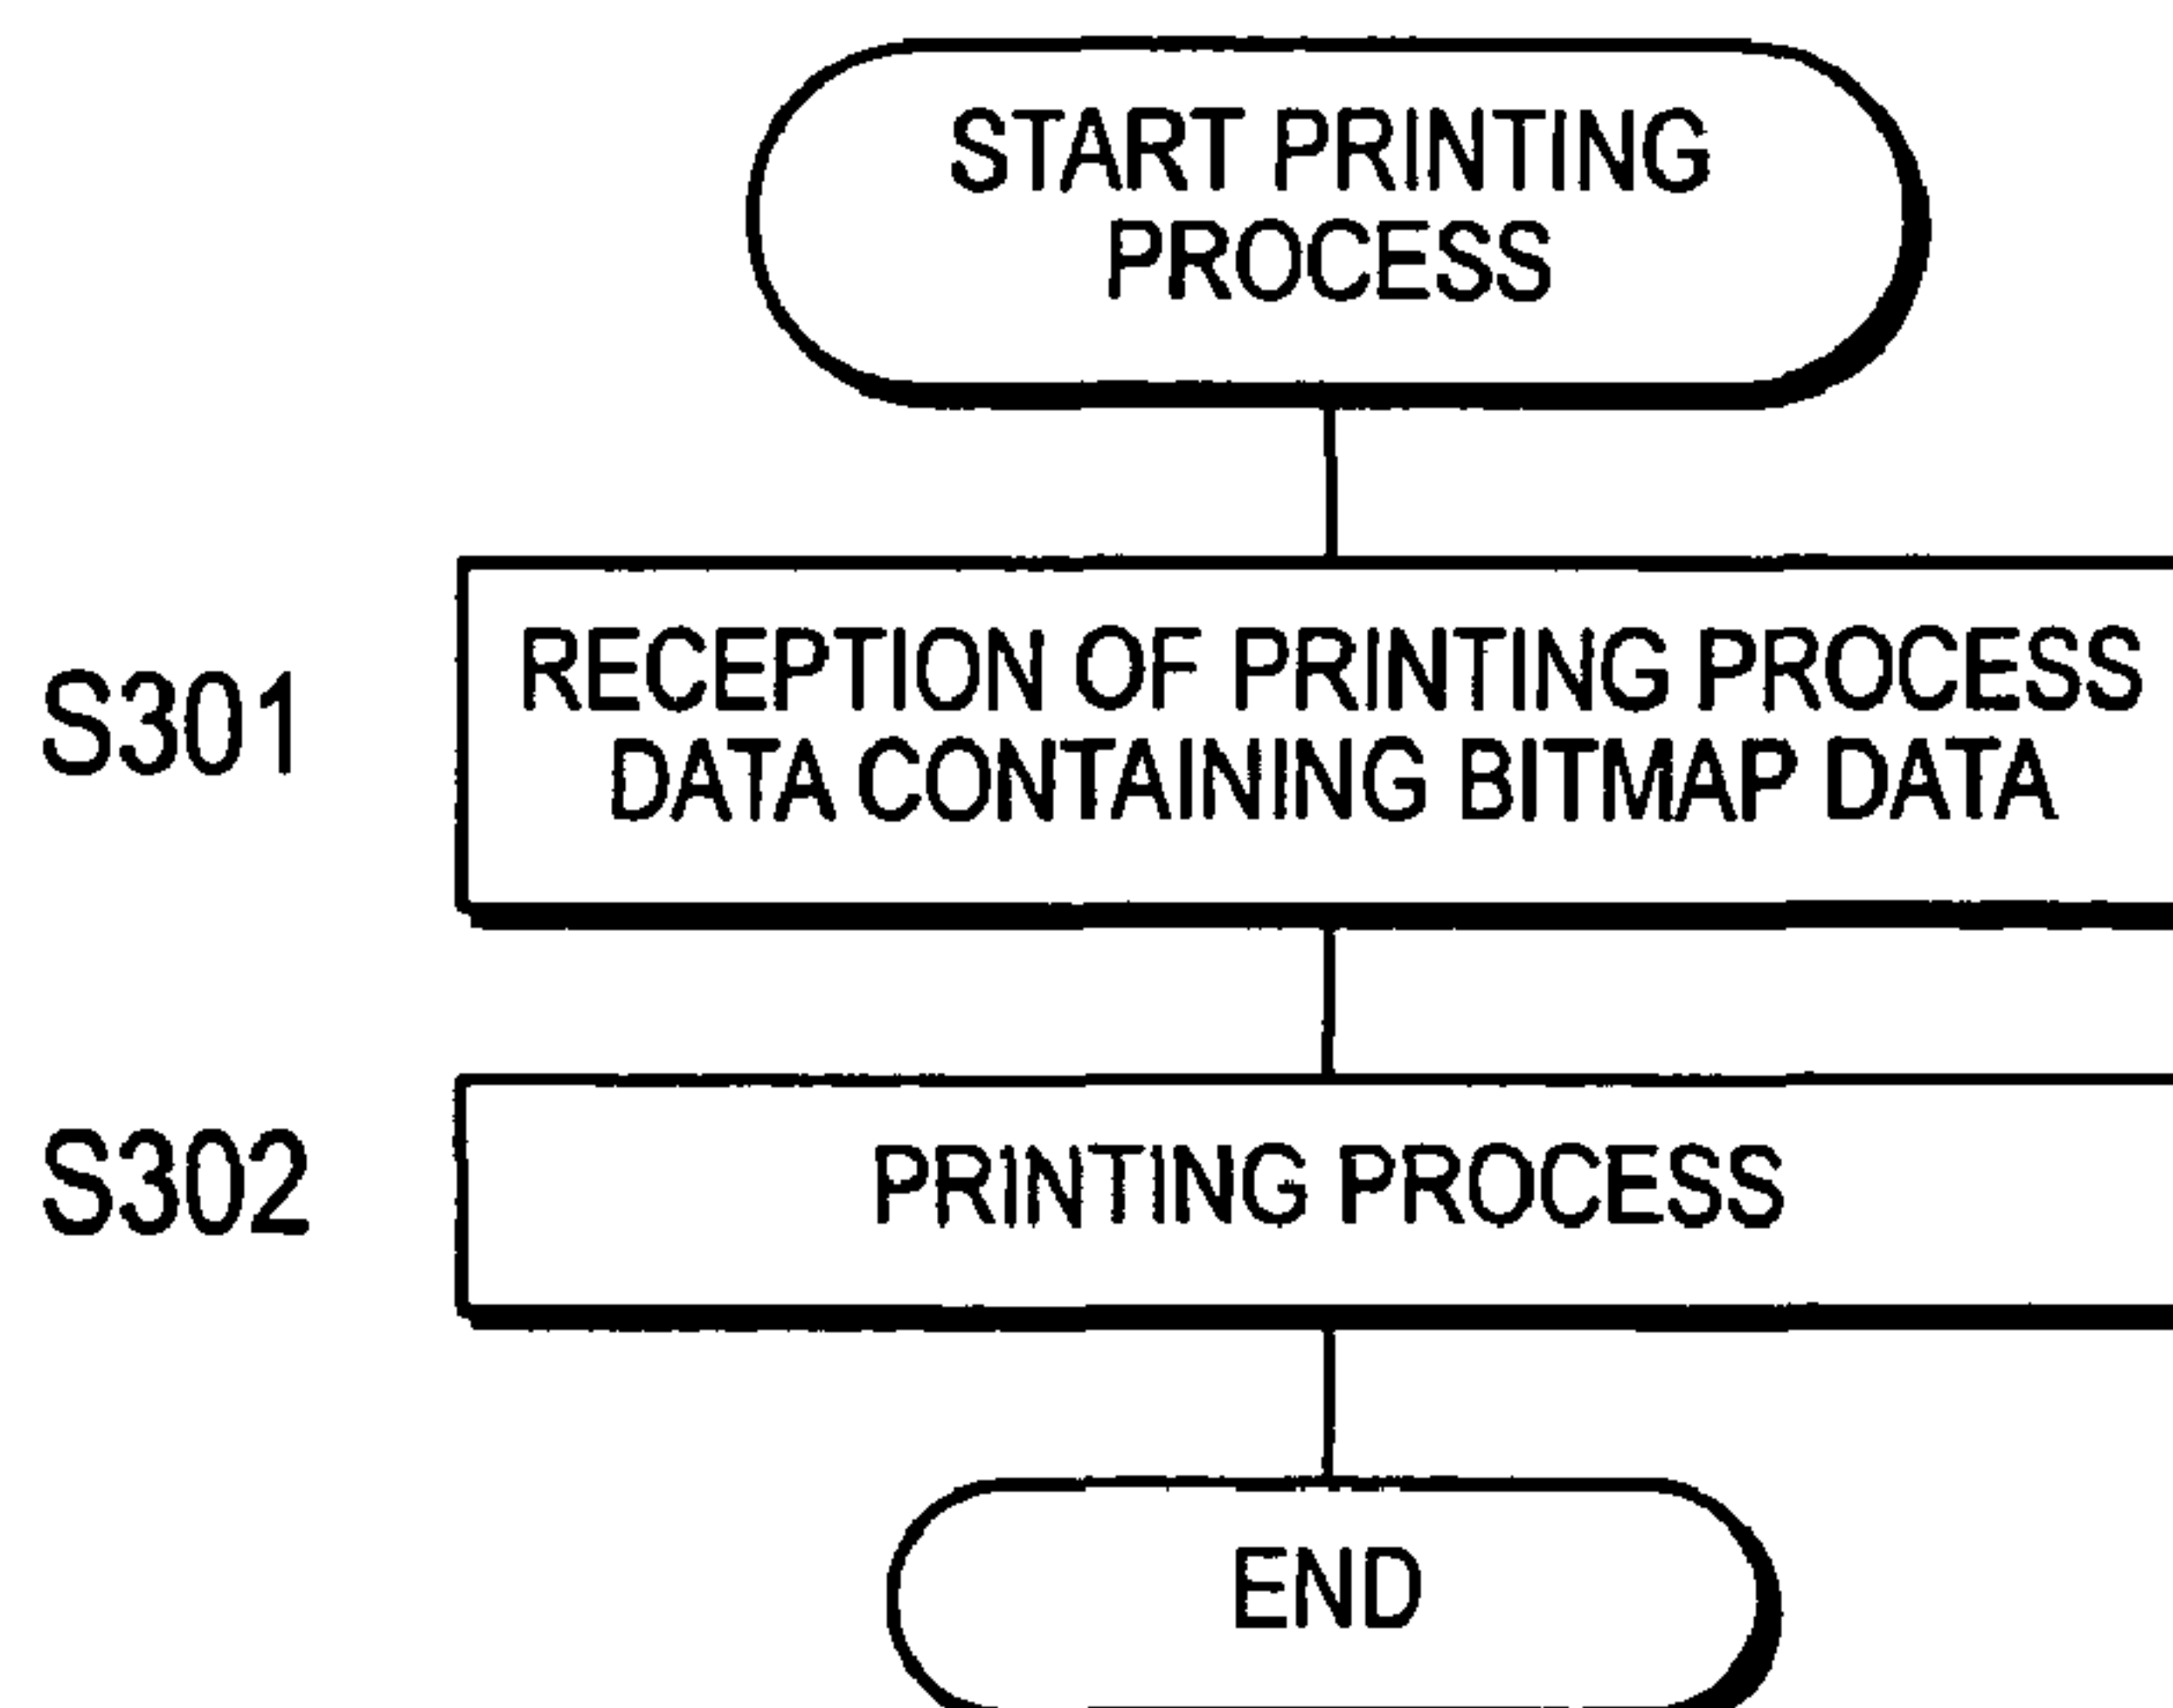 START PRINTING
PROCESS
S301
RECEPTION OF PRINTING PROCESS
DATA CONTAINING BITMAP DATA
S302
PRINTING PROCESS
END